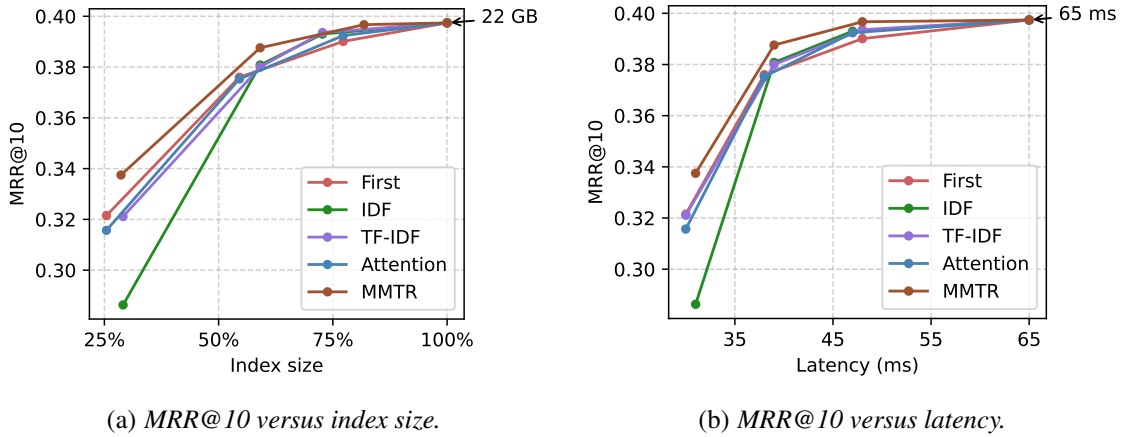 0.40
0.38
0.36
0.34
0.32
0.30
MRR@10
25%
50%
75%
100%
Index size
22 GB
First
IDF
TF-IDF
Attention
MMTR
(a) MRR@10 versus index size.
0.40
0.38
0.36
0.34
0.32
0.30
MRR@10
35
45
55
65
Latency (ms)
65 ms
First
IDF
TF-IDF
Attention
MMTR
(b) MRR@10 versus latency.